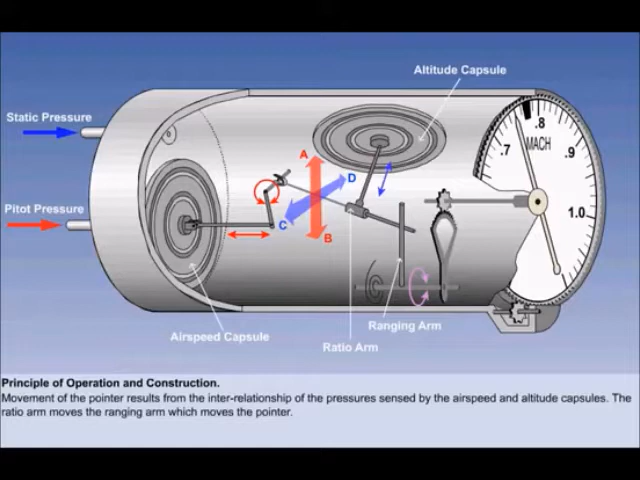 Altitude Capsule
Static Pressure
.8
.7
MACH
.9
A
D
Pitot Pressure
1.0
C
B
Ranging Arm
Airspeed Capsule
Ratio Arm
Principle of Operation and Construction.
Movement of the pointer results from the inter-relationship of the pressures sensed by the airspeed and altitude capsules. The
ratio arm moves the ranging arm which moves the pointer.